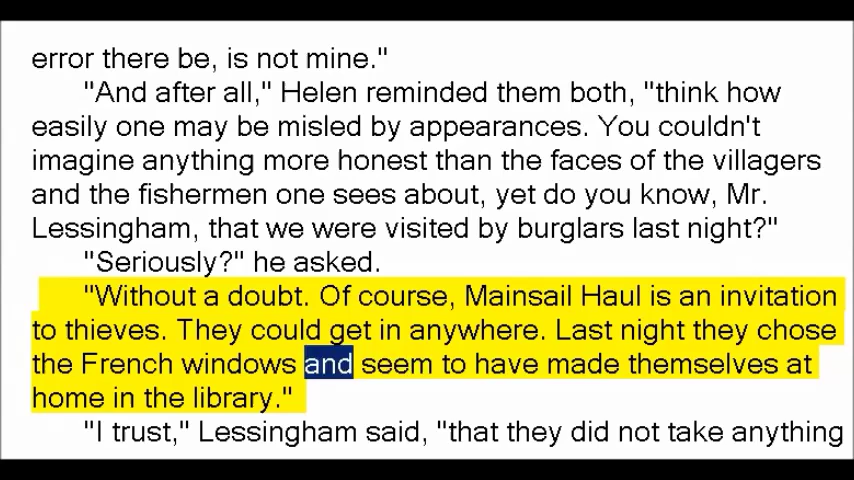 error there be, is not mine."
"And after all," Helen reminded them both, "think how
easily one may be misled by appearances. You couldn't
imagine anything more honest than the faces of the villagers
and the fishermen one sees about, yet do you know, Mr.
Lessingham, that we were visited by burglars last night?"
"Seriously?" he asked.
"Without a doubt. Of course, Mainsail Haul is an invitation
to thieves. They could get in anywhere. Last night they chose
the French windows and seem to have made themselves at
home in the library."
"I trust," Lessingham said, "that they did not take anything